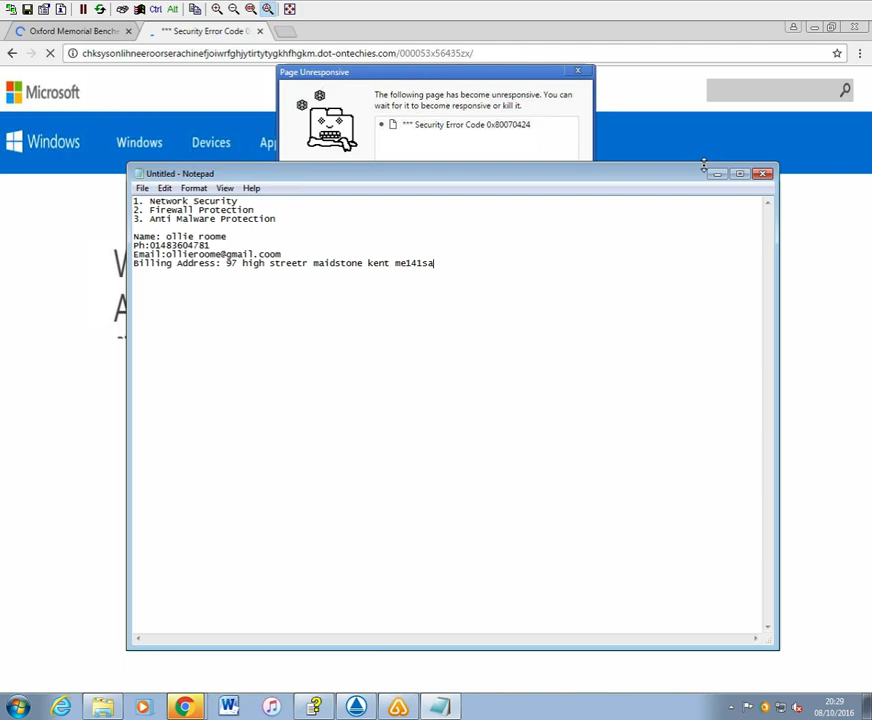 Ctrl Alt
Oxford Memorial Benche
*** Security Error Code 0:
chksysonlihneeroorserachinefjoiwrfghjytirtytygkhfhgkm.dot-ontechies.com/000053x56435zx/
Microsoft
Windows
Windows
Devices
Ap
Page Unresponsive
The following page has become unresponsive. You can
wait for it to become responsive or kill it.
*** Security Error Code 0x80070424
Untitled - Notepad
File Edit Format View Help
1. Network Security
2. Firewall Protection
3. Anti Malware Protection
Name: ollie roome
Ph:01483604781
Email:ollieroome@gmail.coom
Billing Address: 97 high streetr maidstone kent me141sa
20:29
08/10/2016